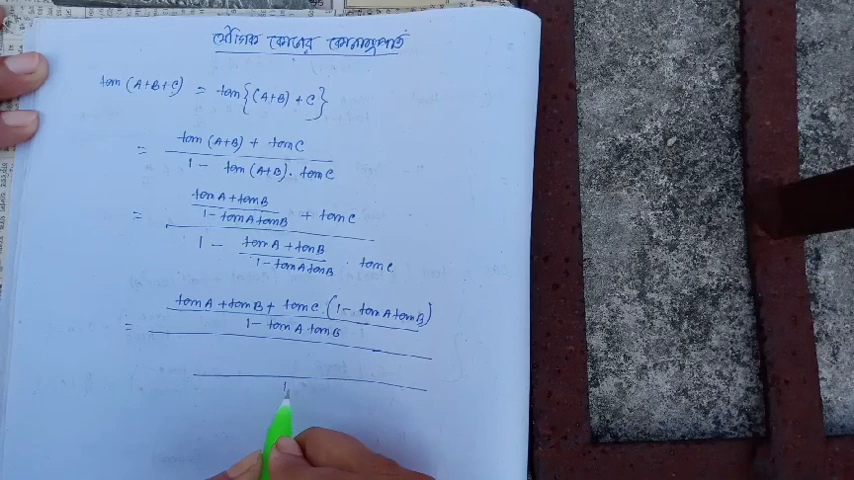 যৌগিক কোণের কোণানুপাত
tan (A+B+C) = tan{(A+B) + C}
= tan(A+B) + tanC
1 - tan(A+B) . tanC
= tanA + tanB
1 - tanA tanB + tanC
1 - tanA + tanB
1 - tanA tanB . tanC
= tanA + tanB + tanC (1 - tanA tanB)
1 - tanA tanB
1